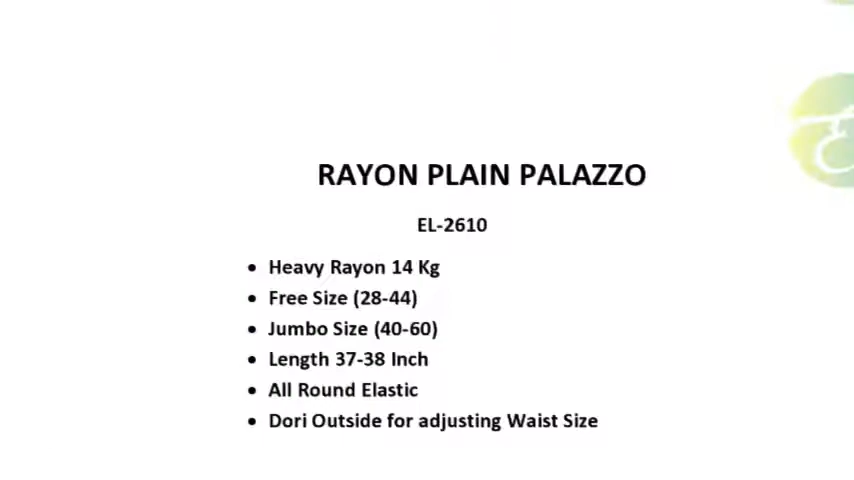 RAYON PLAIN PALAZZO
EL-2610
• Heavy Rayon 14 Kg
• Free Size (28-44)
• Jumbo Size (40-60)
• Length 37-38 Inch
• All Round Elastic
• Dori Outside for adjusting Waist Size